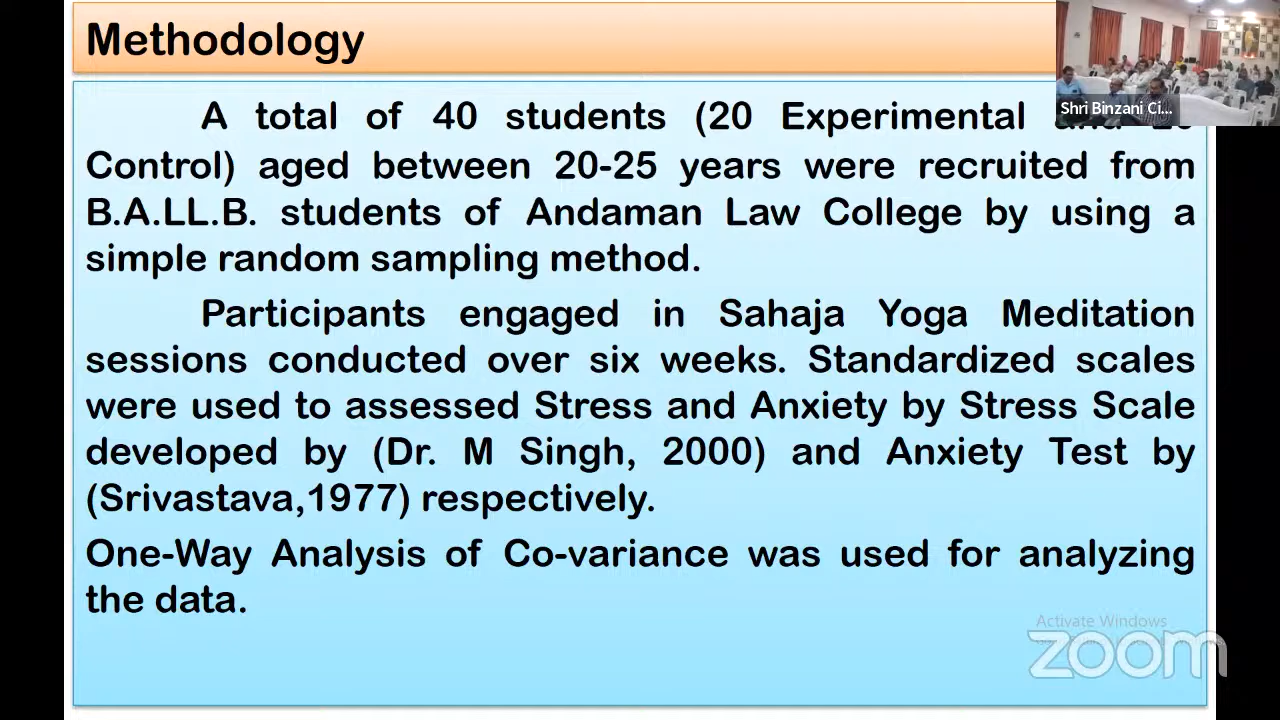 Methodology
Shri Binzani Ci...
A total of 40 students (20 Experimental and 20
Control) aged between 20-25 years were recruited from
B.A.LL.B. students of Andaman Law College by using a
simple random sampling method.
Participants engaged in Sahaja Yoga Meditation
sessions conducted over six weeks. Standardized scales
were used to assessed Stress and Anxiety by Stress Scale
developed by (Dr. M Singh, 2000) and Anxiety Test by
(Srivastava,1977) respectively.
One-Way Analysis of Co-variance was used for analyzing
the data.
Activate Windows
zoom